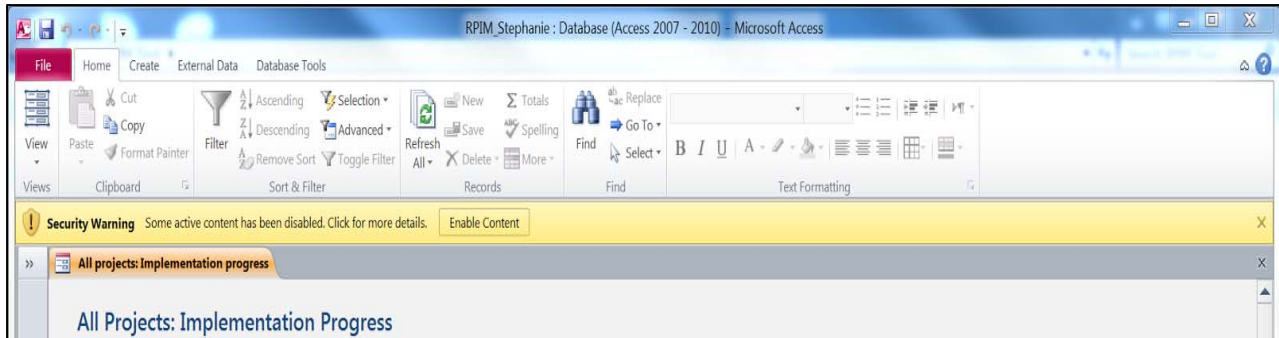 RPIM_Stephanie : Database (Access 2007 - 2010) - Microsoft Access
File Home Create External Data Database Tools
Cut Ascending Selection New Totals Replace
Copy Descending Advanced Save Spelling Go To
View Paste Format Painter Filter Remove Sort Toggle Filter Refresh All Delete More Find Select B I U A
Views Clipboard Sort & Filter Records Find Text Formatting
Security Warning Some active content has been disabled. Click for more details. Enable Content
All projects: Implementation progress
All Projects: Implementation Progress